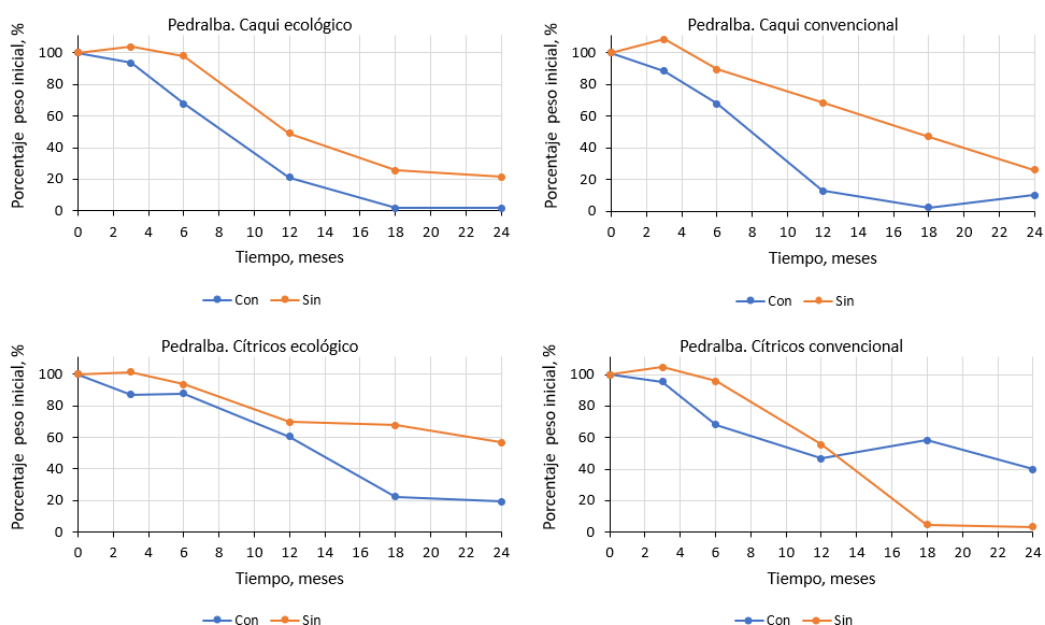 Pedralba. Caqui ecológico
Porcentaje peso inicial, %
100
80
60
40
20
0
0 2 4 6 8 10 12 14 16 18 20 22 24
Tiempo, meses
Con Sin
Pedralba. Caqui convencional
Porcentaje peso inicial, %
100
80
60
40
20
0
0 2 4 6 8 10 12 14 16 18 20 22 24
Tiempo, meses
Con Sin
Pedralba. Cítricos ecológico
Porcentaje peso inicial, %
100
80
60
40
20
0
0 2 4 6 8 10 12 14 16 18 20 22 24
Tiempo, meses
Con Sin
Pedralba. Cítricos convencional
Porcentaje peso inicial, %
100
80
60
40
20
0
0 2 4 6 8 10 12 14 16 18 20 22 24
Tiempo, meses
Con Sin